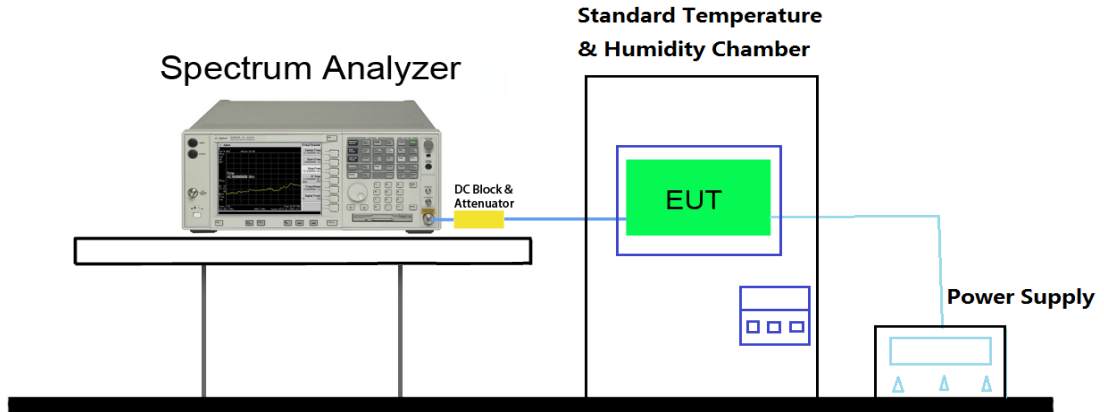 Standard Temperature
& Humidity Chamber
Spectrum Analyzer
DC Block &
Attenuator
EUT
Power Supply